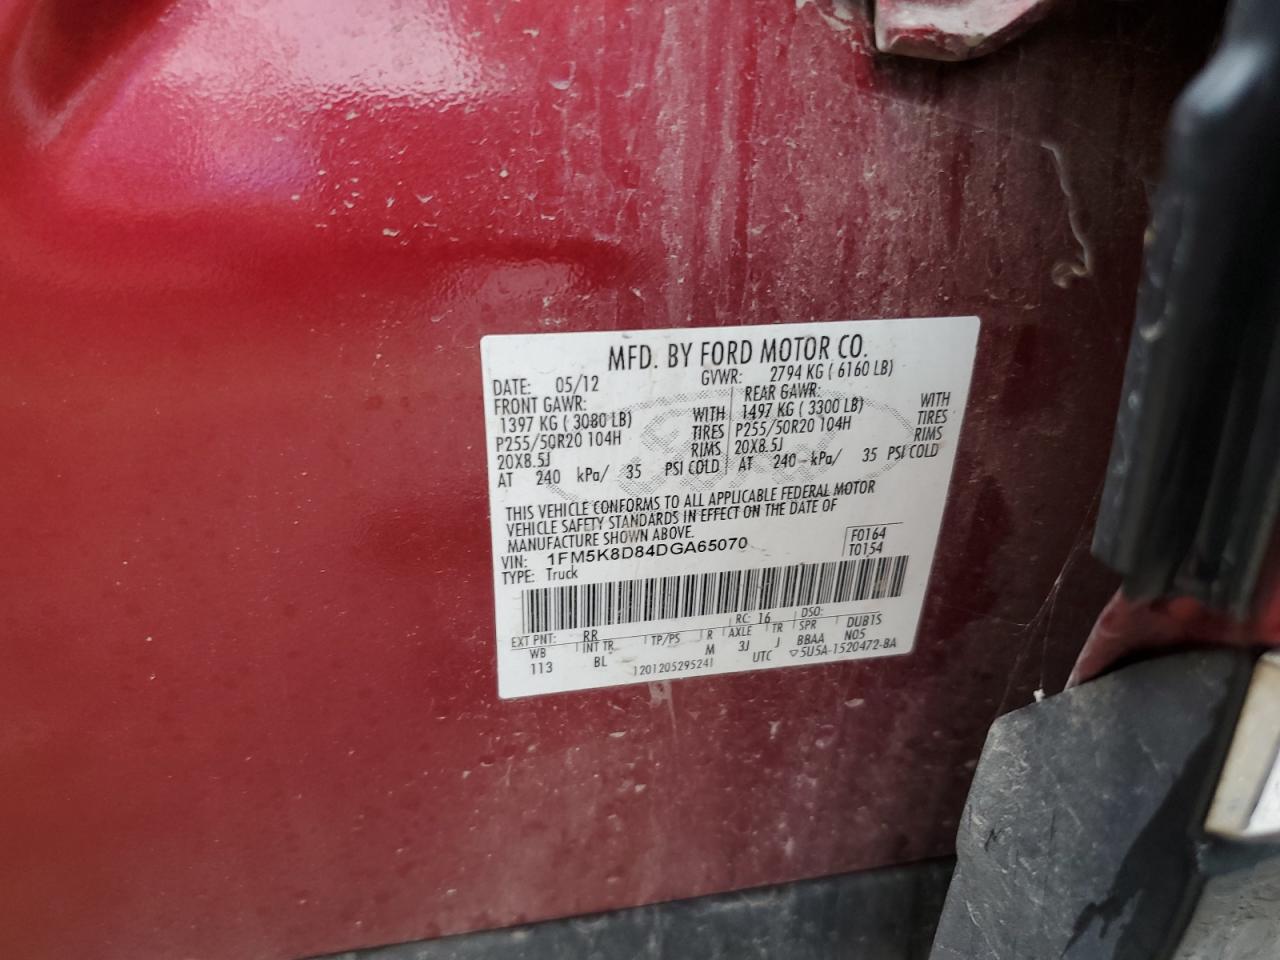 MFD. BY FORD MOTOR CO.
DATE: 05/12 GVWR: 2794 KG ( 6160 LB)
FRONT GAWR: REAR GAWR:
1397 KG ( 3080 LB) WITH 1497 KG ( 3300 LB) WITH
P255/50R20 104H TIRES P255/50R20 104H TIRES
20X8.5J RIMS 20X8.5J RIMS
AT 240 kPa/ 35 PSI COLD AT 240 kPa/ 35 PSI COLD
THIS VEHICLE CONFORMS TO ALL APPLICABLE FEDERAL MOTOR
VEHICLE SAFETY STANDARDS IN EFFECT ON THE DATE OF
MANUFACTURE SHOWN ABOVE.
VIN: 1FM5K8D84DGA65070 F0164
TYPE: Truck T0154
EXT PNT: RR RC: 16 DSO:
WB INT TR TP/PS R AXLE TR SPR DUB1S
113 BL M 3J J BBAA N05
1201205295241 UTC ▽5U5A-1520472-BA